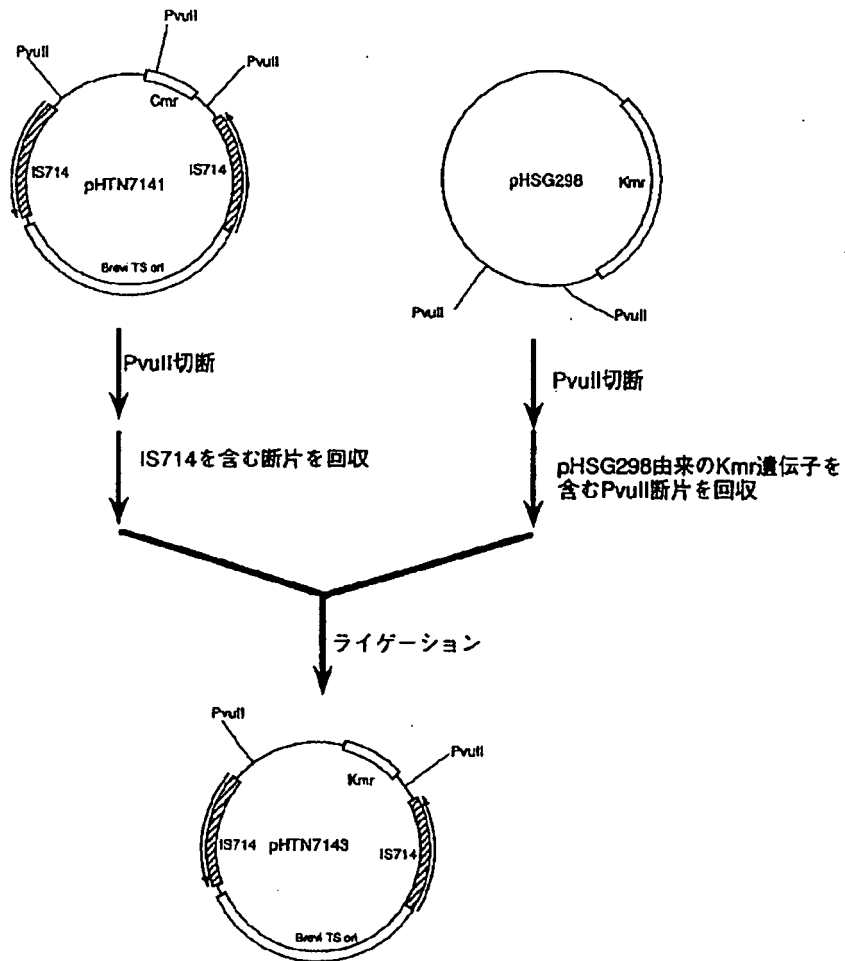 PvuII
PvuII
PvuII
Cmr
IS714
IS714
pHTN7141
Brevi TS ori
pHSG298
Kmr
PvuII
PvuII
PvuII切断
PvuII切断
IS714を含む断片を回収
pHSG298由来のKmr遺伝子を
含むPvuII断片を回収
ライゲーション
PvuII
PvuII
Kmr
IS714
pHTN7143
IS714
Brevi TS ori